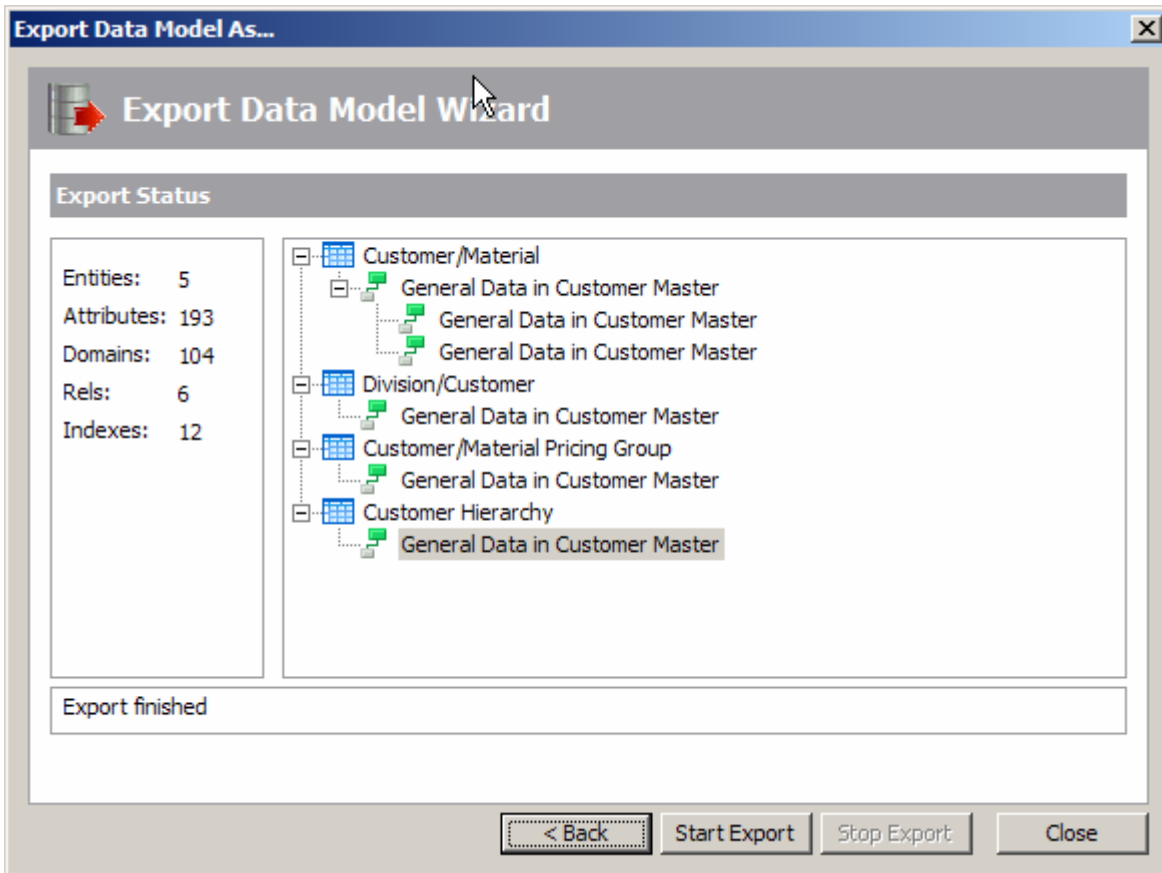 Export Data Model As...
Export Data Model Wizard
Export Status
Entities: 5
Attributes: 193
Domains: 104
Rels: 6
Indexes: 12
Customer/Material
General Data in Customer Master
General Data in Customer Master
General Data in Customer Master
Division/Customer
General Data in Customer Master
Customer/Material Pricing Group
General Data in Customer Master
Customer Hierarchy
General Data in Customer Master
Export finished
< Back Start Export Stop Export Close